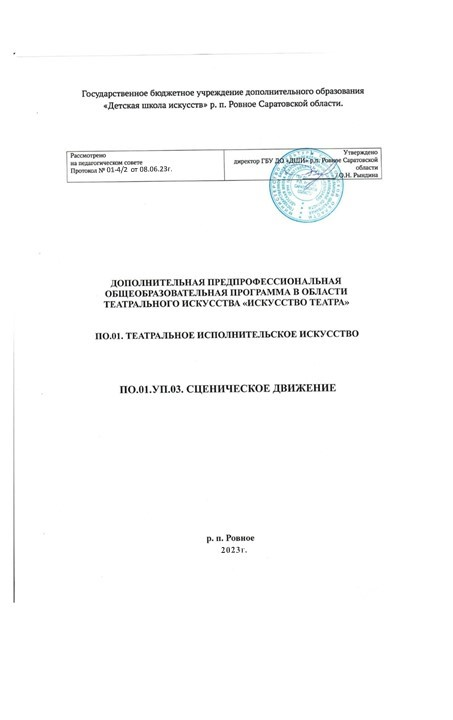 Государственное бюджетное учреждение дополнительного образования
«Детская школа искусств» р. п. Ровное Саратовской области.
Рассмотрено
на педагогическом совете
Протокол № 01-4/2 от 08.06.23г.
Утверждено
директор ГБУ ДО «ДШИ» р.п. Ровное Саратовской
области
О.Н. Рындина
ДОПОЛНИТЕЛЬНАЯ ПРЕДПРОФЕССИОНАЛЬНАЯ
ОБЩЕОБРАЗОВАТЕЛЬНАЯ ПРОГРАММА В ОБЛАСТИ
ТЕАТРАЛЬНОГО ИСКУССТВА «ИСКУССТВО ТЕАТРА»
ПО.01. ТЕАТРАЛЬНОЕ ИСПОЛНИТЕЛЬСКОЕ ИСКУССТВО
ПО.01.УП.03. СЦЕНИЧЕСКОЕ ДВИЖЕНИЕ
р. п. Ровное
2023г.